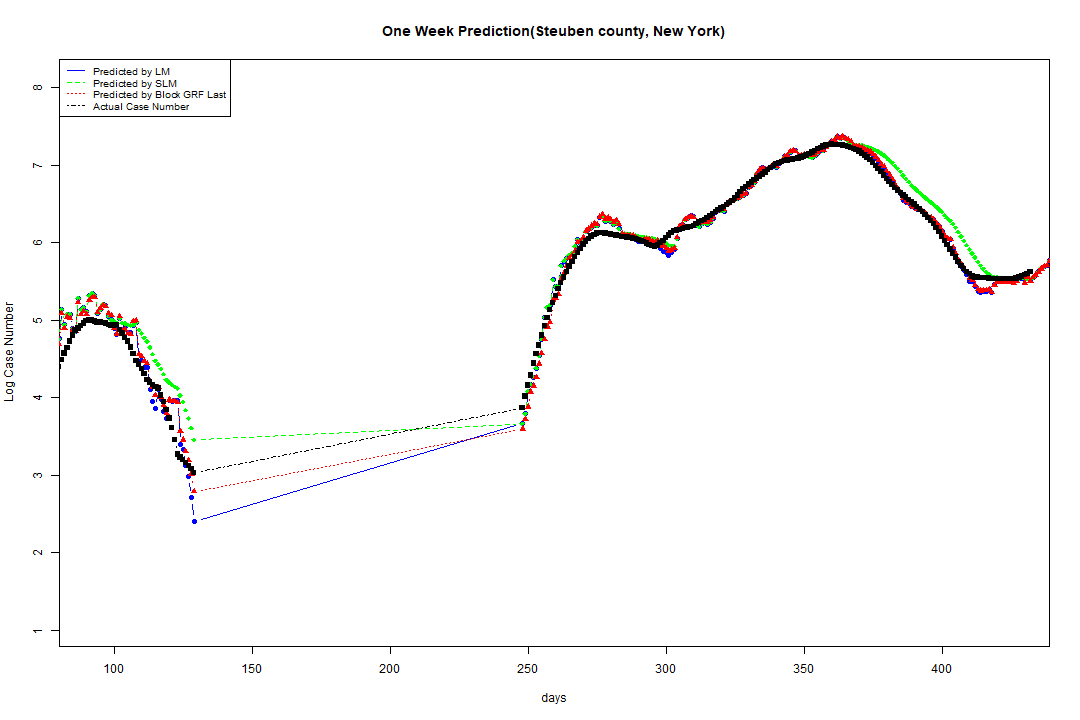 One Week Prediction(Steuben county, New York)
Predicted by LM
Predicted by SLM
Predicted by Block GRF Last
Actual Case Number
8
7
6
5
4
3
2
1
Log Case Number
100 150 200 250 300 350 400
days